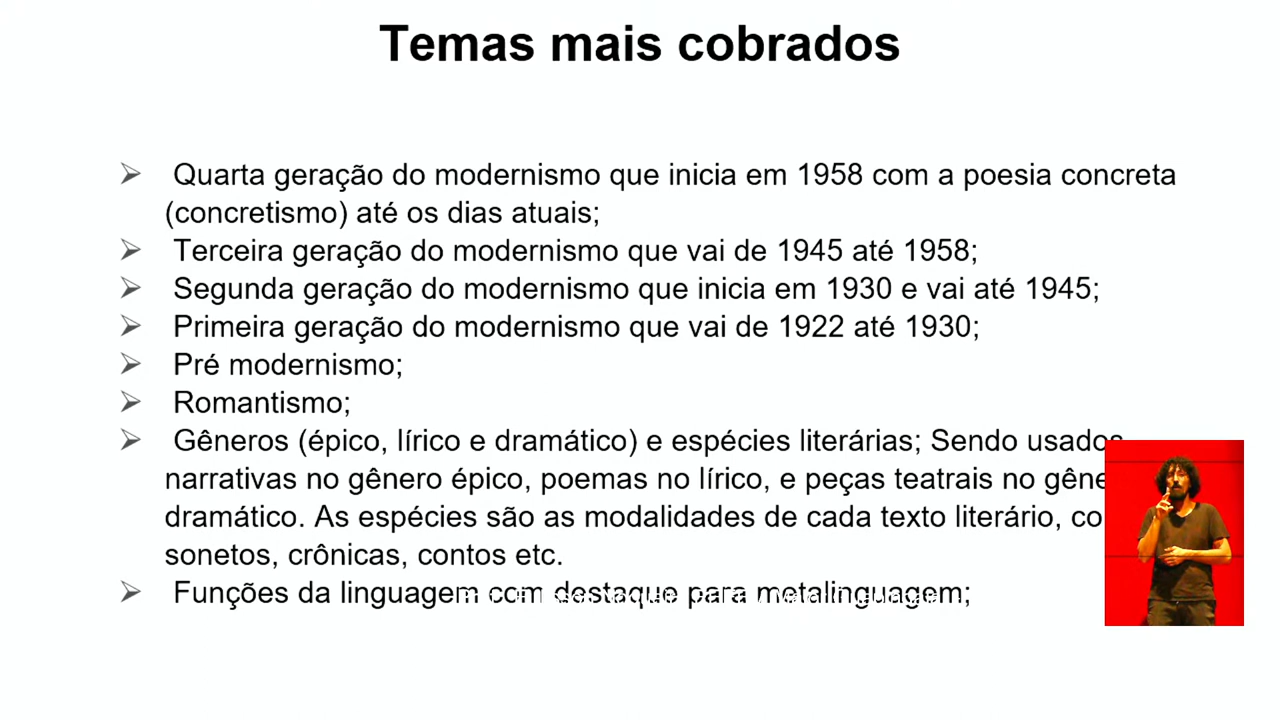 Temas mais cobrados
Quarta geração do modernismo que inicia em 1958 com a poesia concreta
(concretismo) até os dias atuais;
Terceira geração do modernismo que vai de 1945 até 1958;
Segunda geração do modernismo que inicia em 1930 e vai até 1945;
Primeira geração do modernismo que vai de 1922 até 1930;
Pré modernismo;
Romantismo;
Gêneros (épico, lírico e dramático) e espécies literárias; Sendo usados
narrativas no gênero épico, poemas no lírico, e peças teatrais no
dramático. As espécies são as modalidades de cada texto literário,
sonetos, crônicas, contos etc.
Funções da linguagem com destaque para metalinguagem;